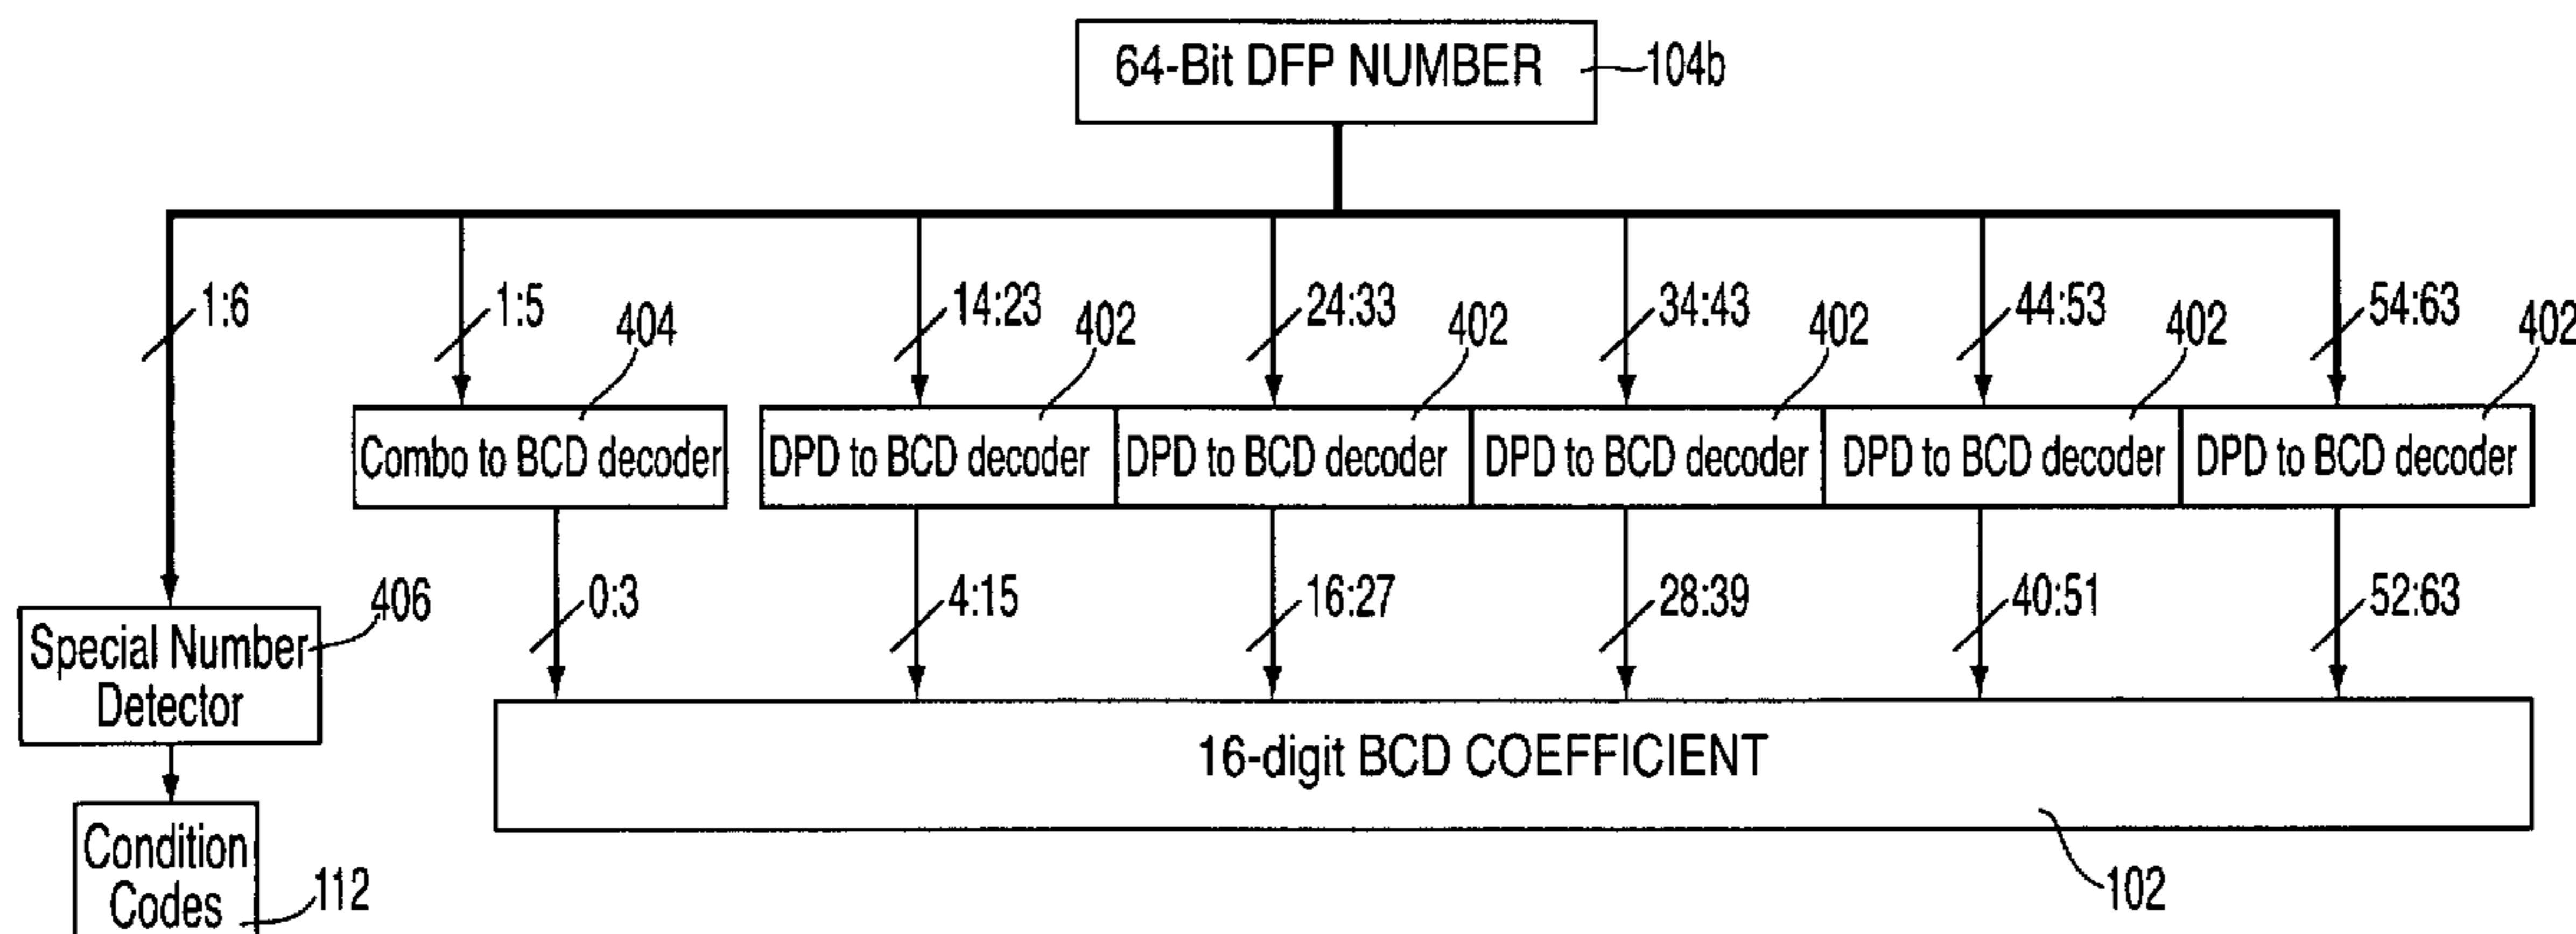 64-Bit DFP NUMBER
104b
1:6
1:5
14:23
24:33
34:43
44:53
54:63
404
402
402
402
402
402
Combo to BCD decoder
DPD to BCD decoder
DPD to BCD decoder
DPD to BCD decoder
DPD to BCD decoder
DPD to BCD decoder
0:3
4:15
16:27
28:39
40:51
52:63
Special Number
Detector
406
16-digit BCD COEFFICIENT
102
Condition
Codes
112